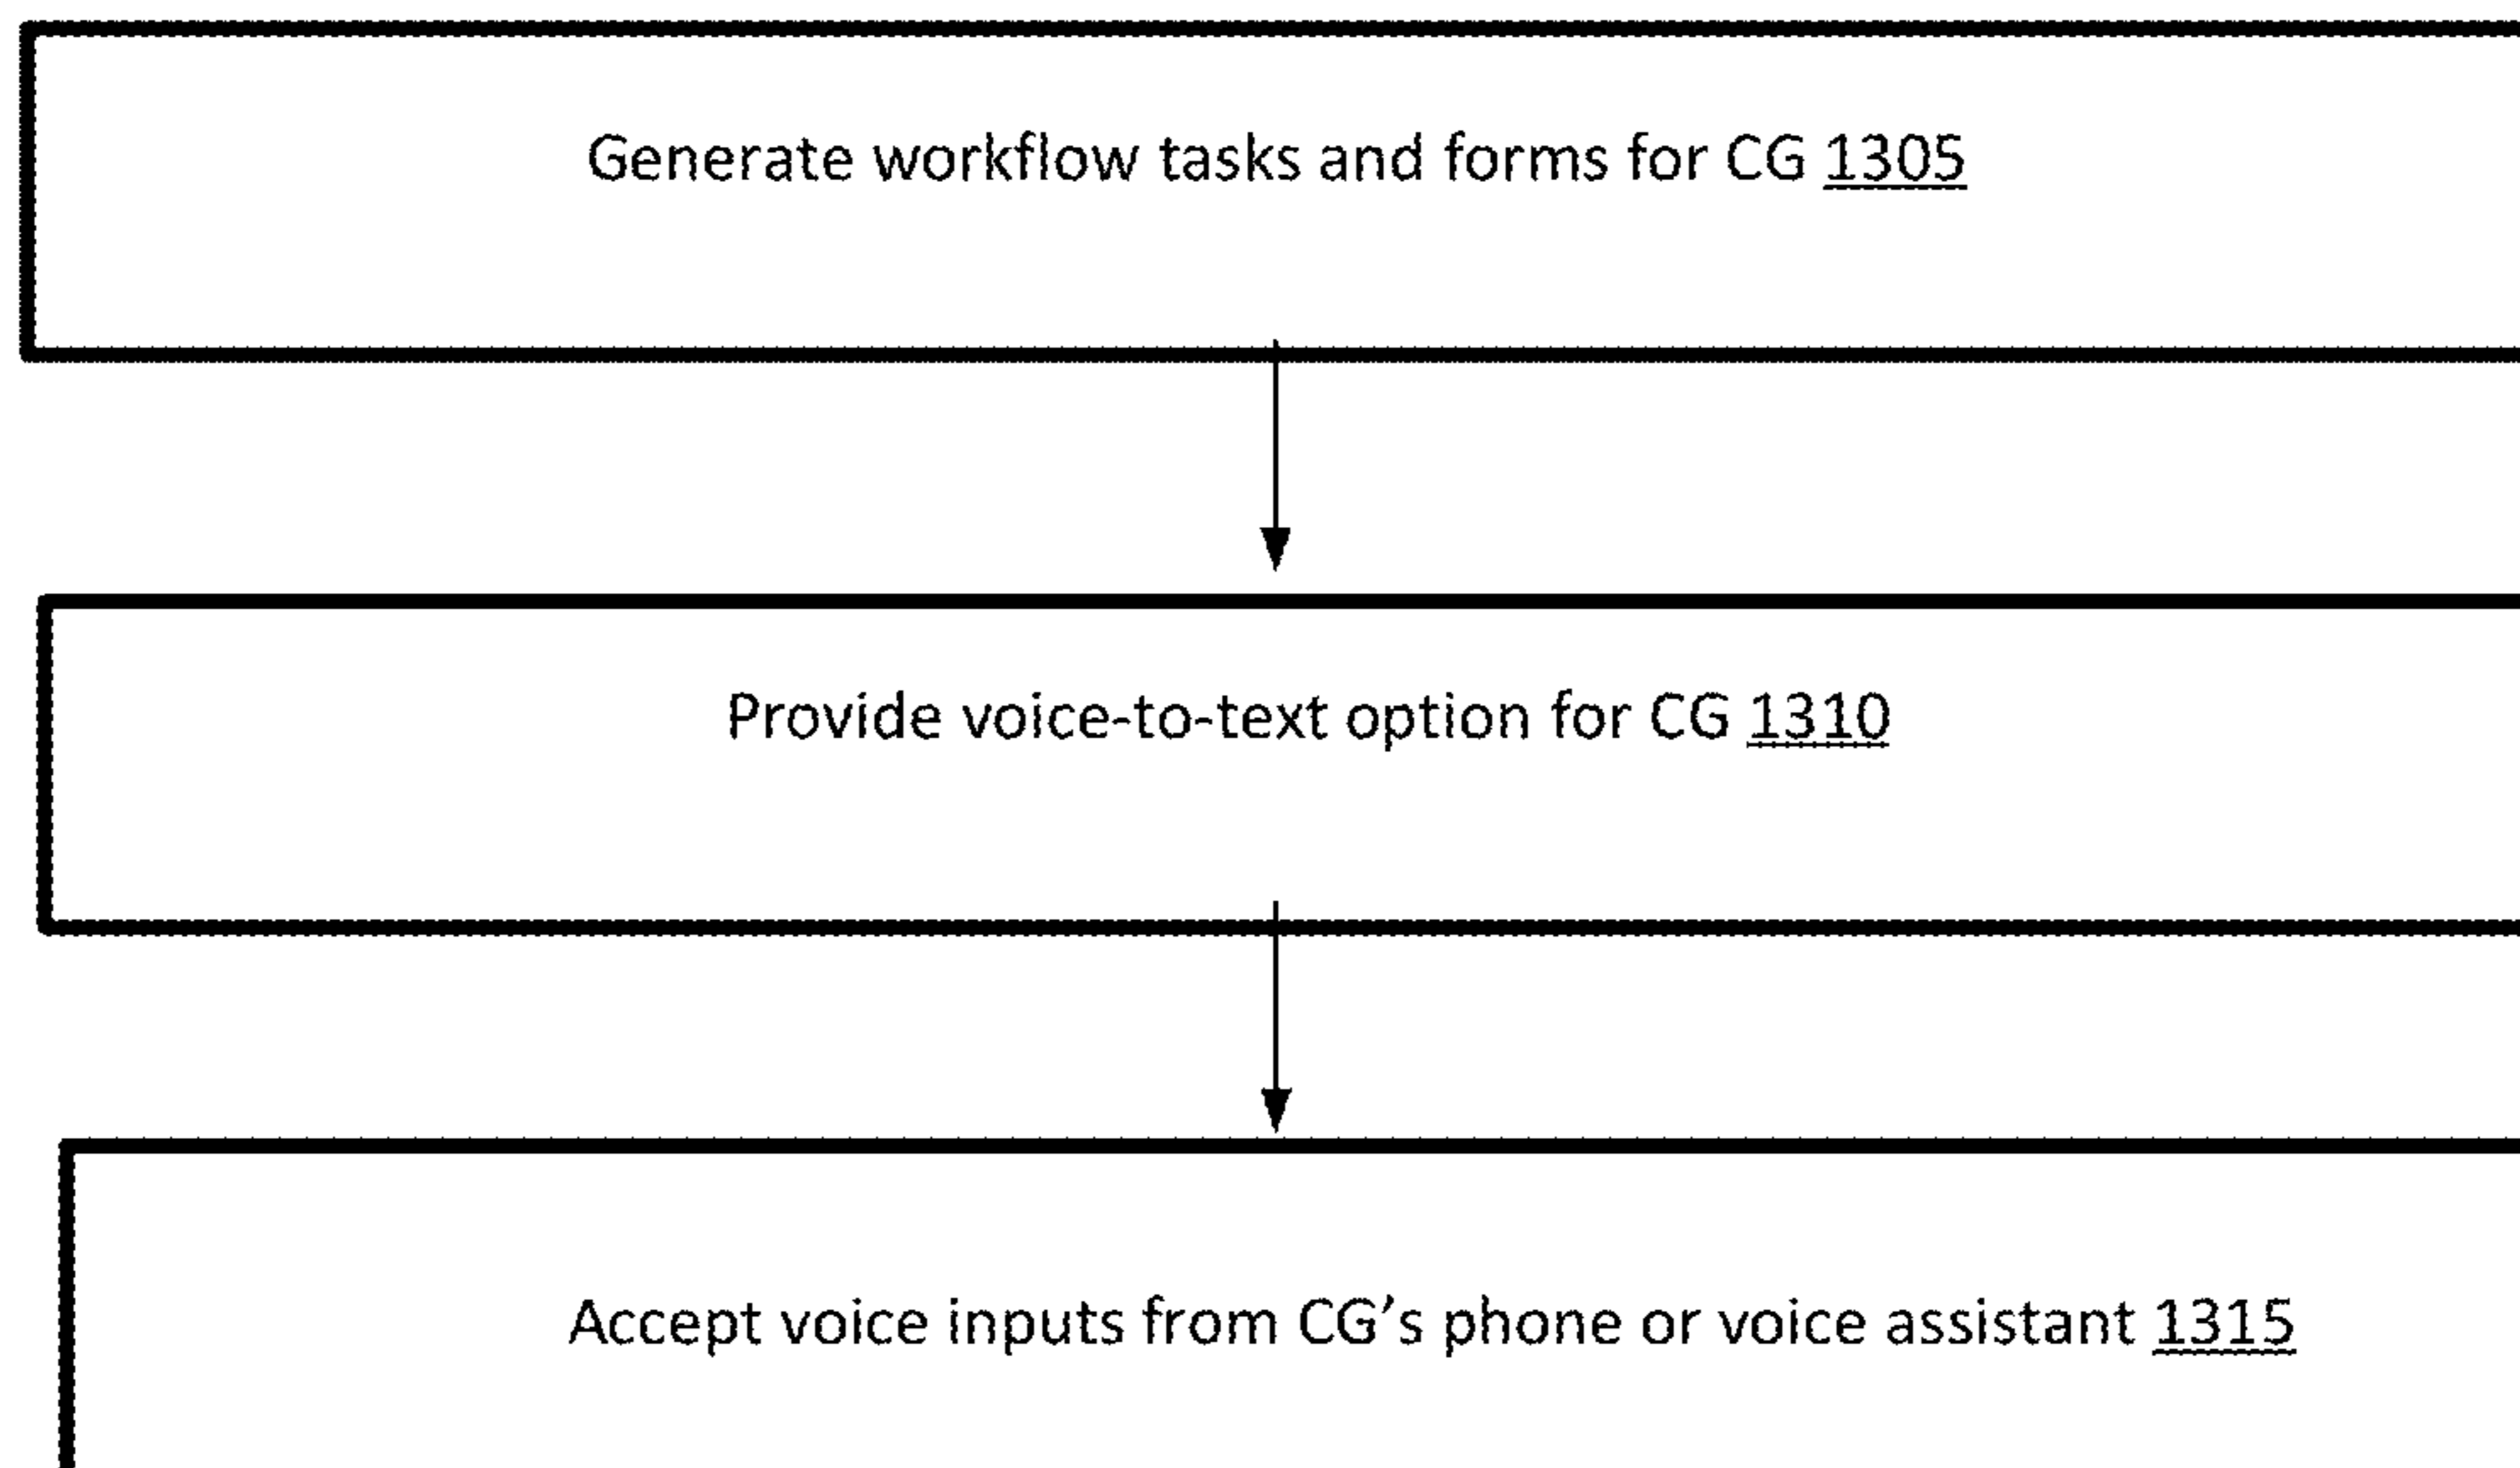 Generate workflow tasks and forms for CG 1305
Provide voice-to-text option for CG 1310
Accept voice inputs from CG’s phone or voice assistant 1315